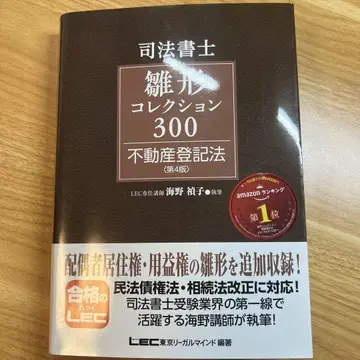 司法書士
雛形
コレクション
300
不動産登記法
〈第4版〉
LEC専任講師 海野 禎子●執筆
amazon ランキング
第1位
配偶者居住権・用益権の雛形を追加収録!
民法債権法・相続法改正に対応!
司法書士受験業界の第一線で
活躍する海野講師が執筆!
合格の
LEC
LEC東京リーガルマインド 編著